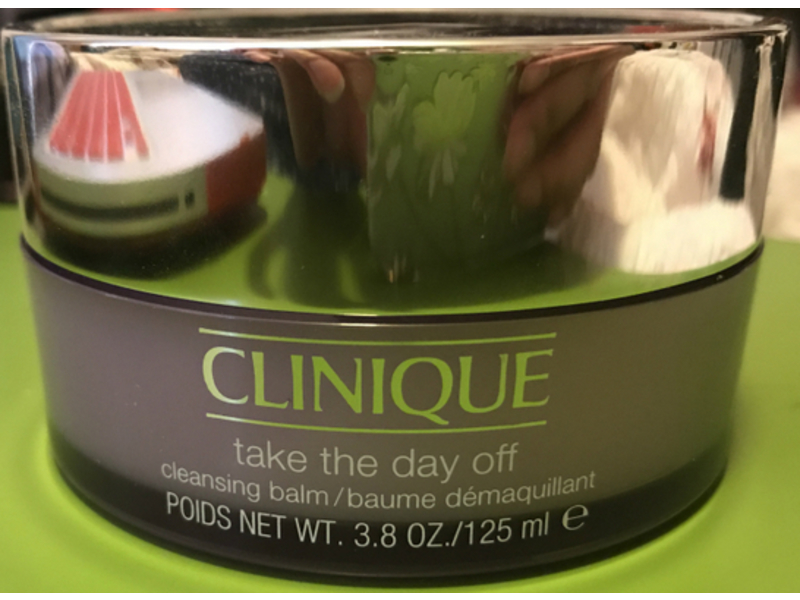 CLINIQUE
take the day off
cleansing balm/baume démaquillant
POIDS NET WT. 3.8 OZ./125 ml ℮